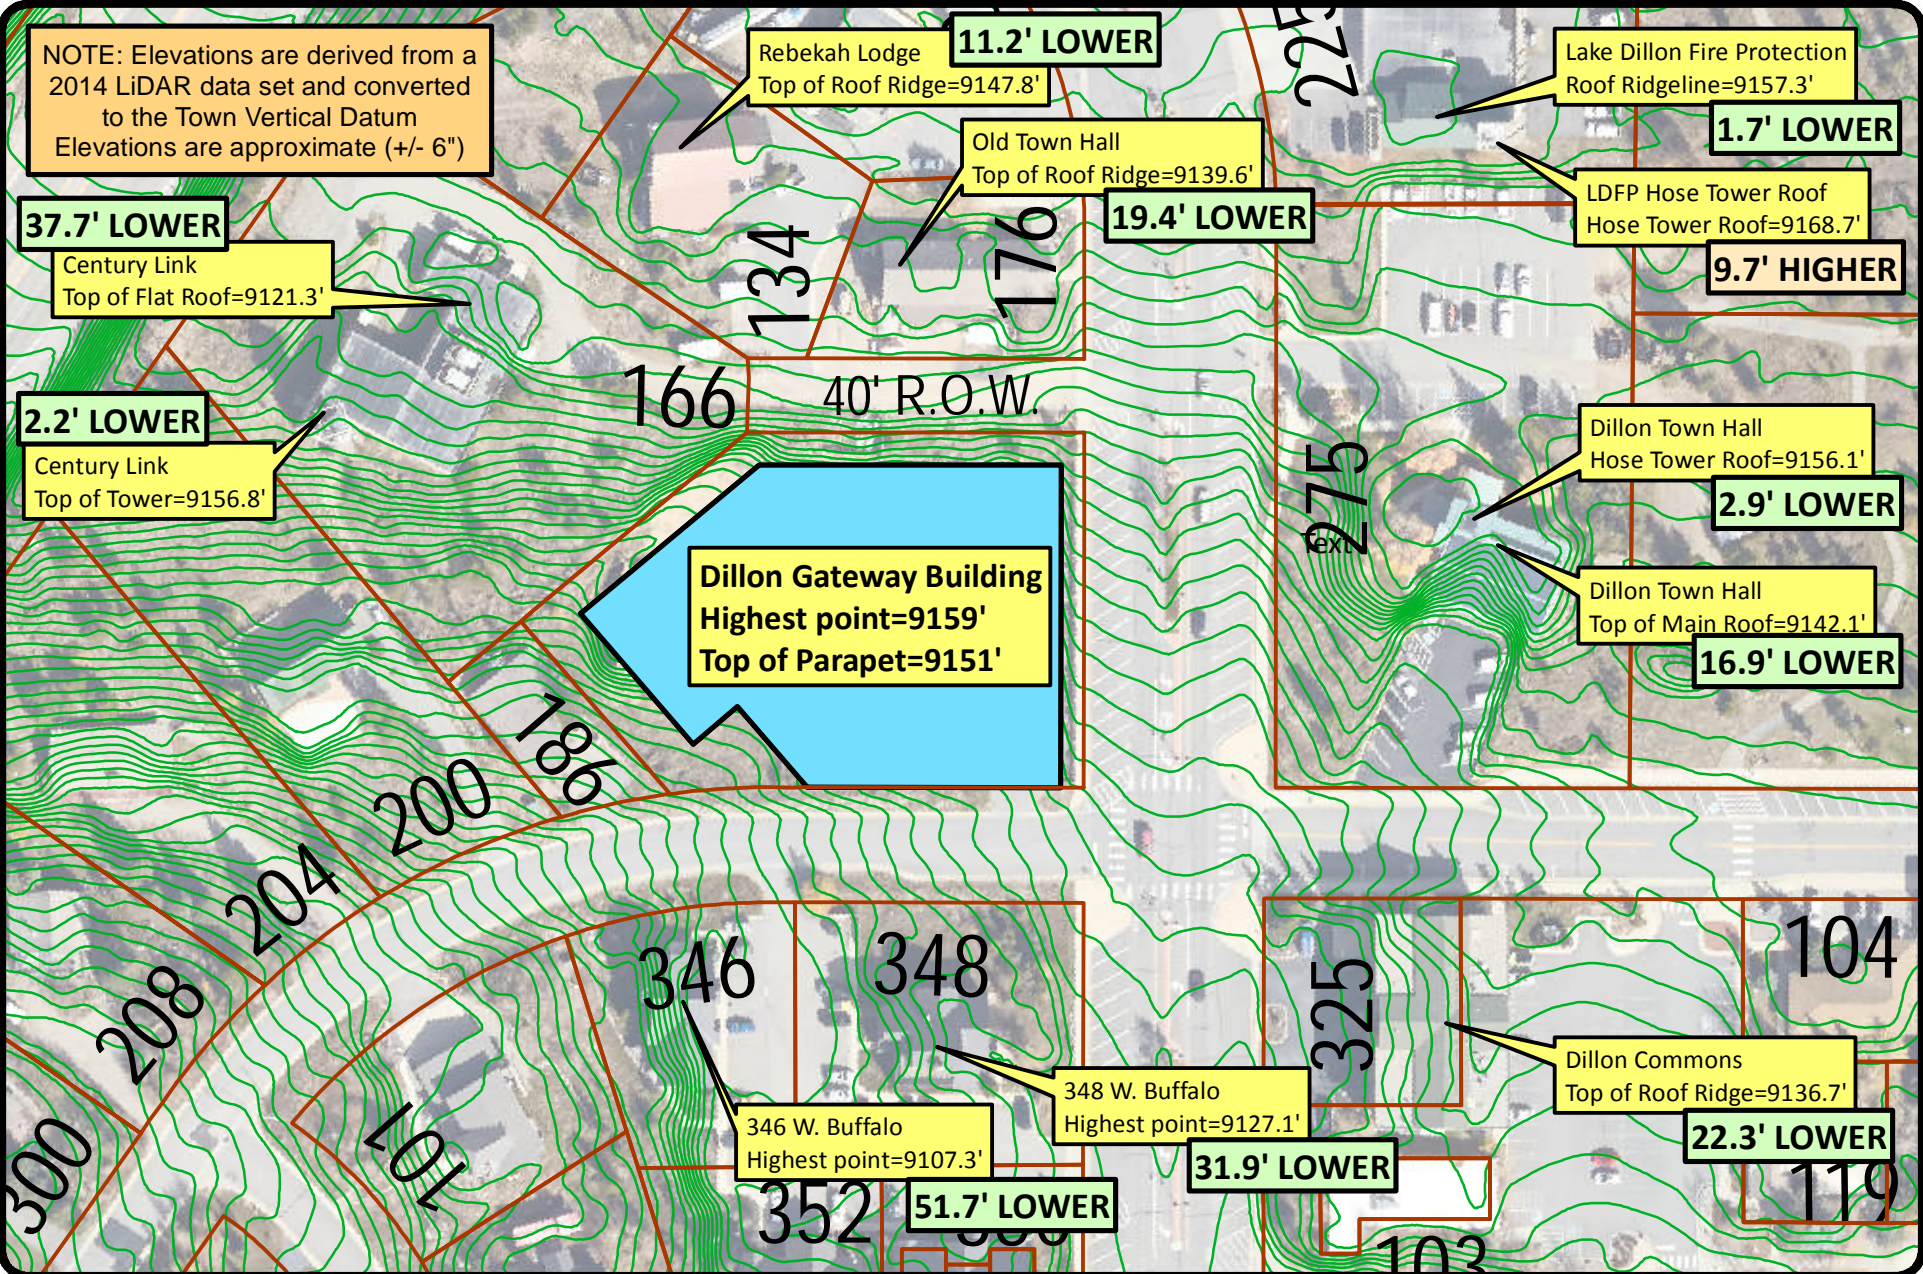 NOTE: Elevations are derived from a
2014 LiDAR data set and converted
to the Town Vertical Datum
Elevations are approximate (+/- 6")
Rebekah Lodge
Top of Roof Ridge=9147.8'
11.2' LOWER
Lake Dillon Fire Protection
Roof Ridgeline=9157.3'
1.7' LOWER
Old Town Hall
Top of Roof Ridge=9139.6'
19.4' LOWER
LDFP Hose Tower Roof
Hose Tower Roof=9168.7'
9.7' HIGHER
37.7' LOWER
Century Link
Top of Flat Roof=9121.3'
134
176
166
40' R.O.W.
2.2' LOWER
Century Link
Top of Tower=9156.8'
275
Text
Dillon Town Hall
Hose Tower Roof=9156.1'
2.9' LOWER
Dillon Gateway Building
Highest point=9159'
Top of Parapet=9151'
Dillon Town Hall
Top of Main Roof=9142.1'
16.9' LOWER
186
200
204
208
300
101
346
348
325
104
346 W. Buffalo
Highest point=9107.3'
51.7' LOWER
348 W. Buffalo
Highest point=9127.1'
31.9' LOWER
Dillon Commons
Top of Roof Ridge=9136.7'
22.3' LOWER
352
119
103